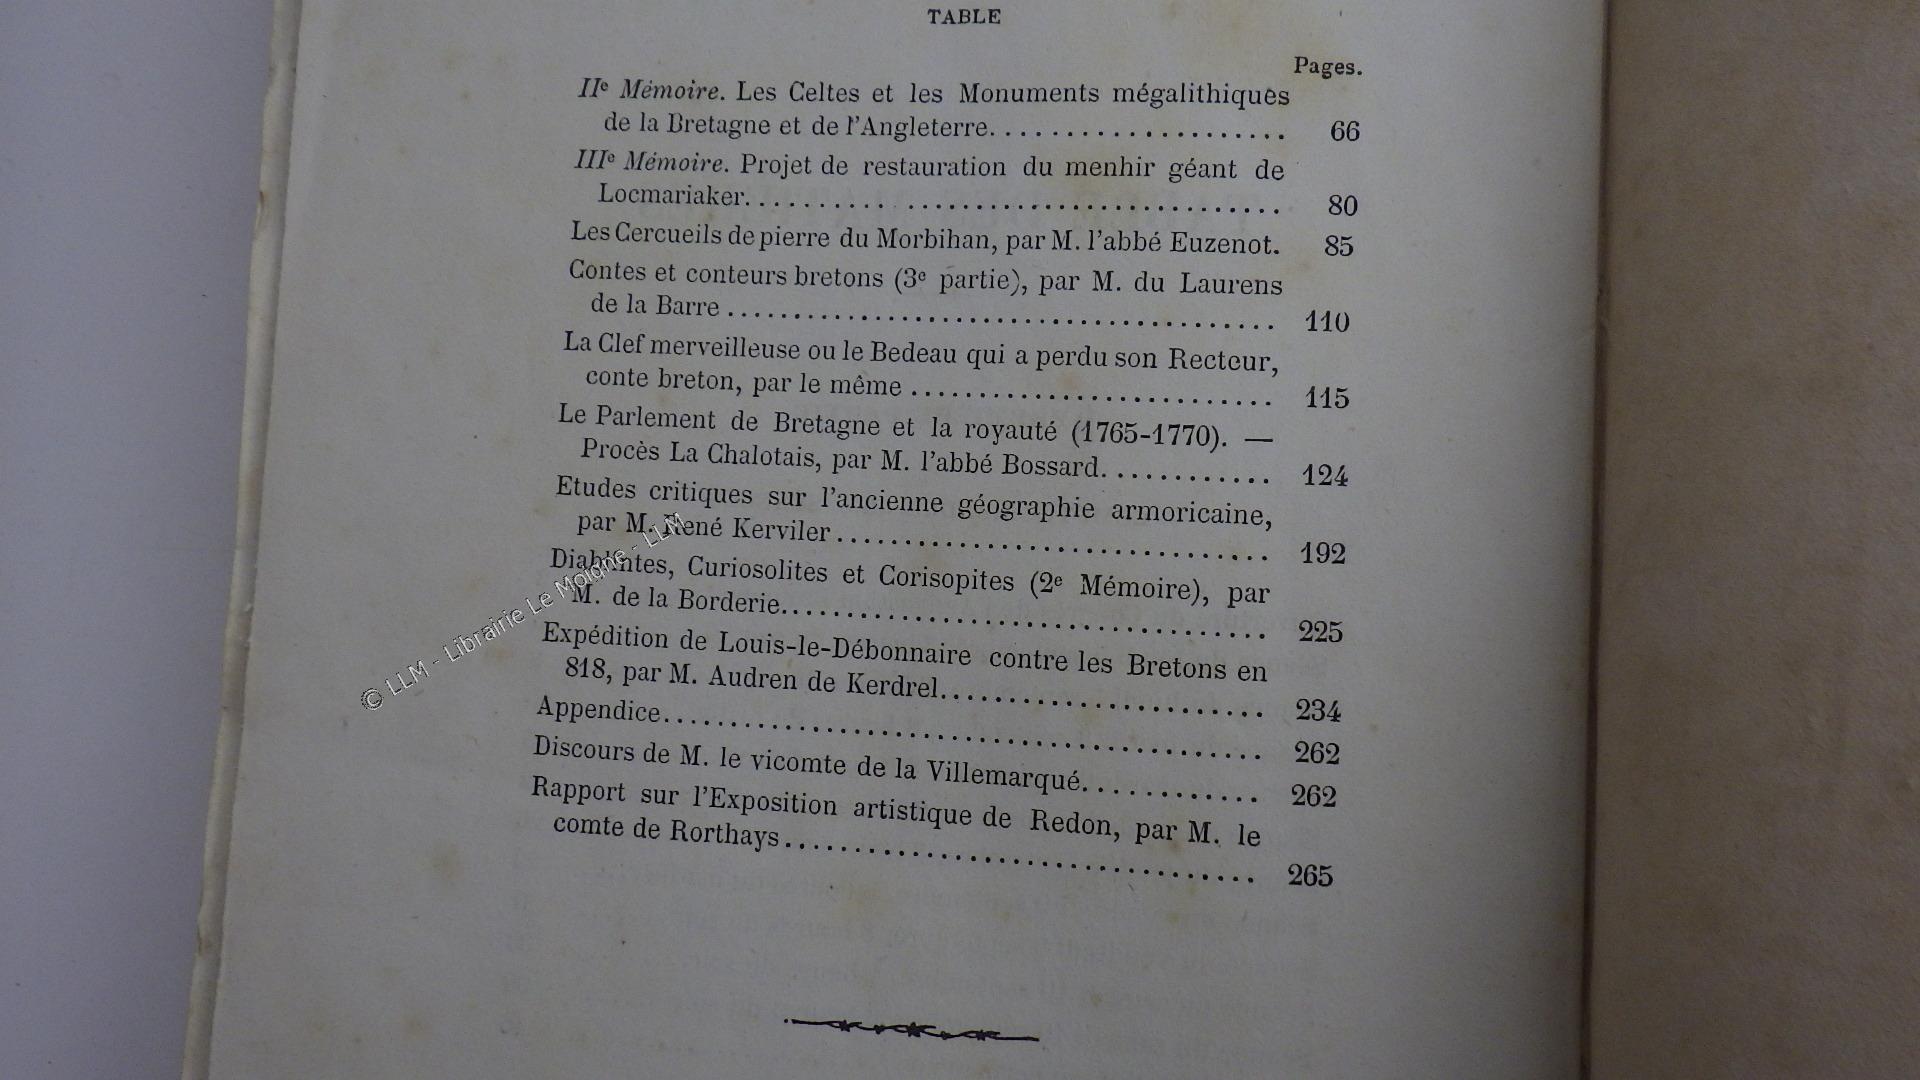 TABLE
Pages.
IIe Mémoire. Les Celtes et les Monuments mégalithiques
de la Bretagne et de l'Angleterre.................... 66
IIIe Mémoire. Projet de restauration du menhir géant de
Locmariaker....................................... 80
Les Cercueils de pierre du Morbihan, par M. l'abbé Euzenot. 85
Contes et conteurs bretons (3e partie), par M. du Laurens
de la Barre......................................... 110
La Clef merveilleuse ou le Bedeau qui a perdu son Recteur,
conte breton, par le même........................... 115
Le Parlement de Bretagne et la royauté (1765-1770). —
Procès La Chalotais, par M. l'abbé Bossard............ 124
Etudes critiques sur l'ancienne géographie armoricaine,
par M. René Kerviler................................ 192
Diablintes, Curiosolites et Corisopites (2e Mémoire), par
M. de la Borderie................................... 225
Expédition de Louis-le-Débonnaire contre les Bretons en
818, par M. Audren de Kerdrel....................... 234
Appendice........................................... 262
Discours de M. le vicomte de la Villemarqué............ 262
Rapport sur l'Exposition artistique de Redon, par M. le
comte de Rorthays.................................. 265
© LLM - Librairie Le Moigne - LLM